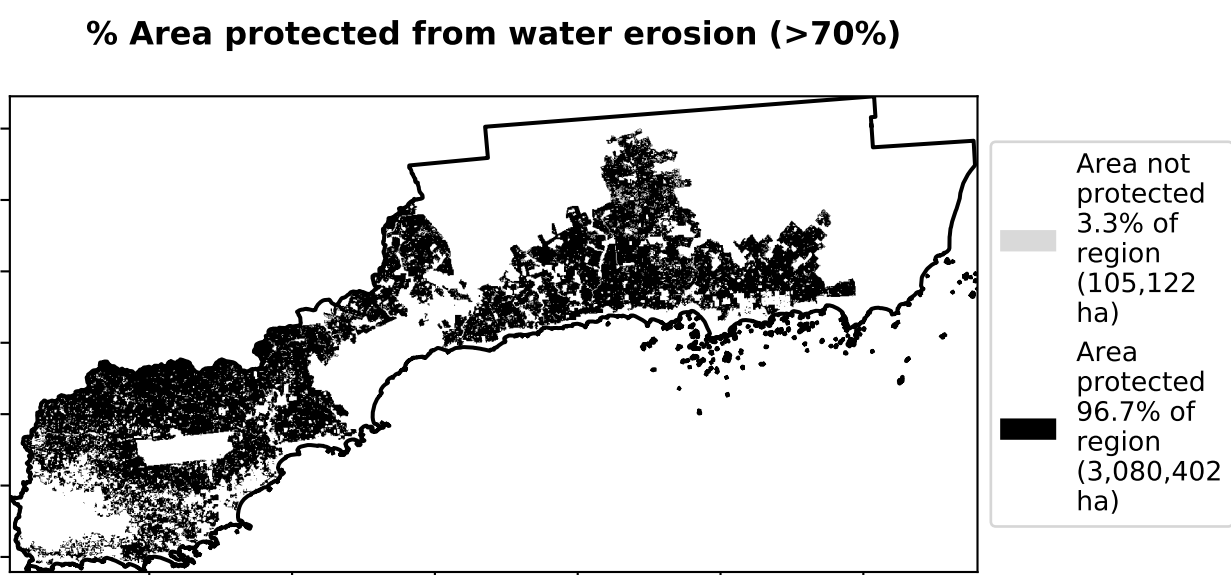 % Area protected from water erosion (>70%)
Area not
protected
3.3% of
region
(105,122
ha)
Area
protected
96.7% of
region
(3,080,402
ha)